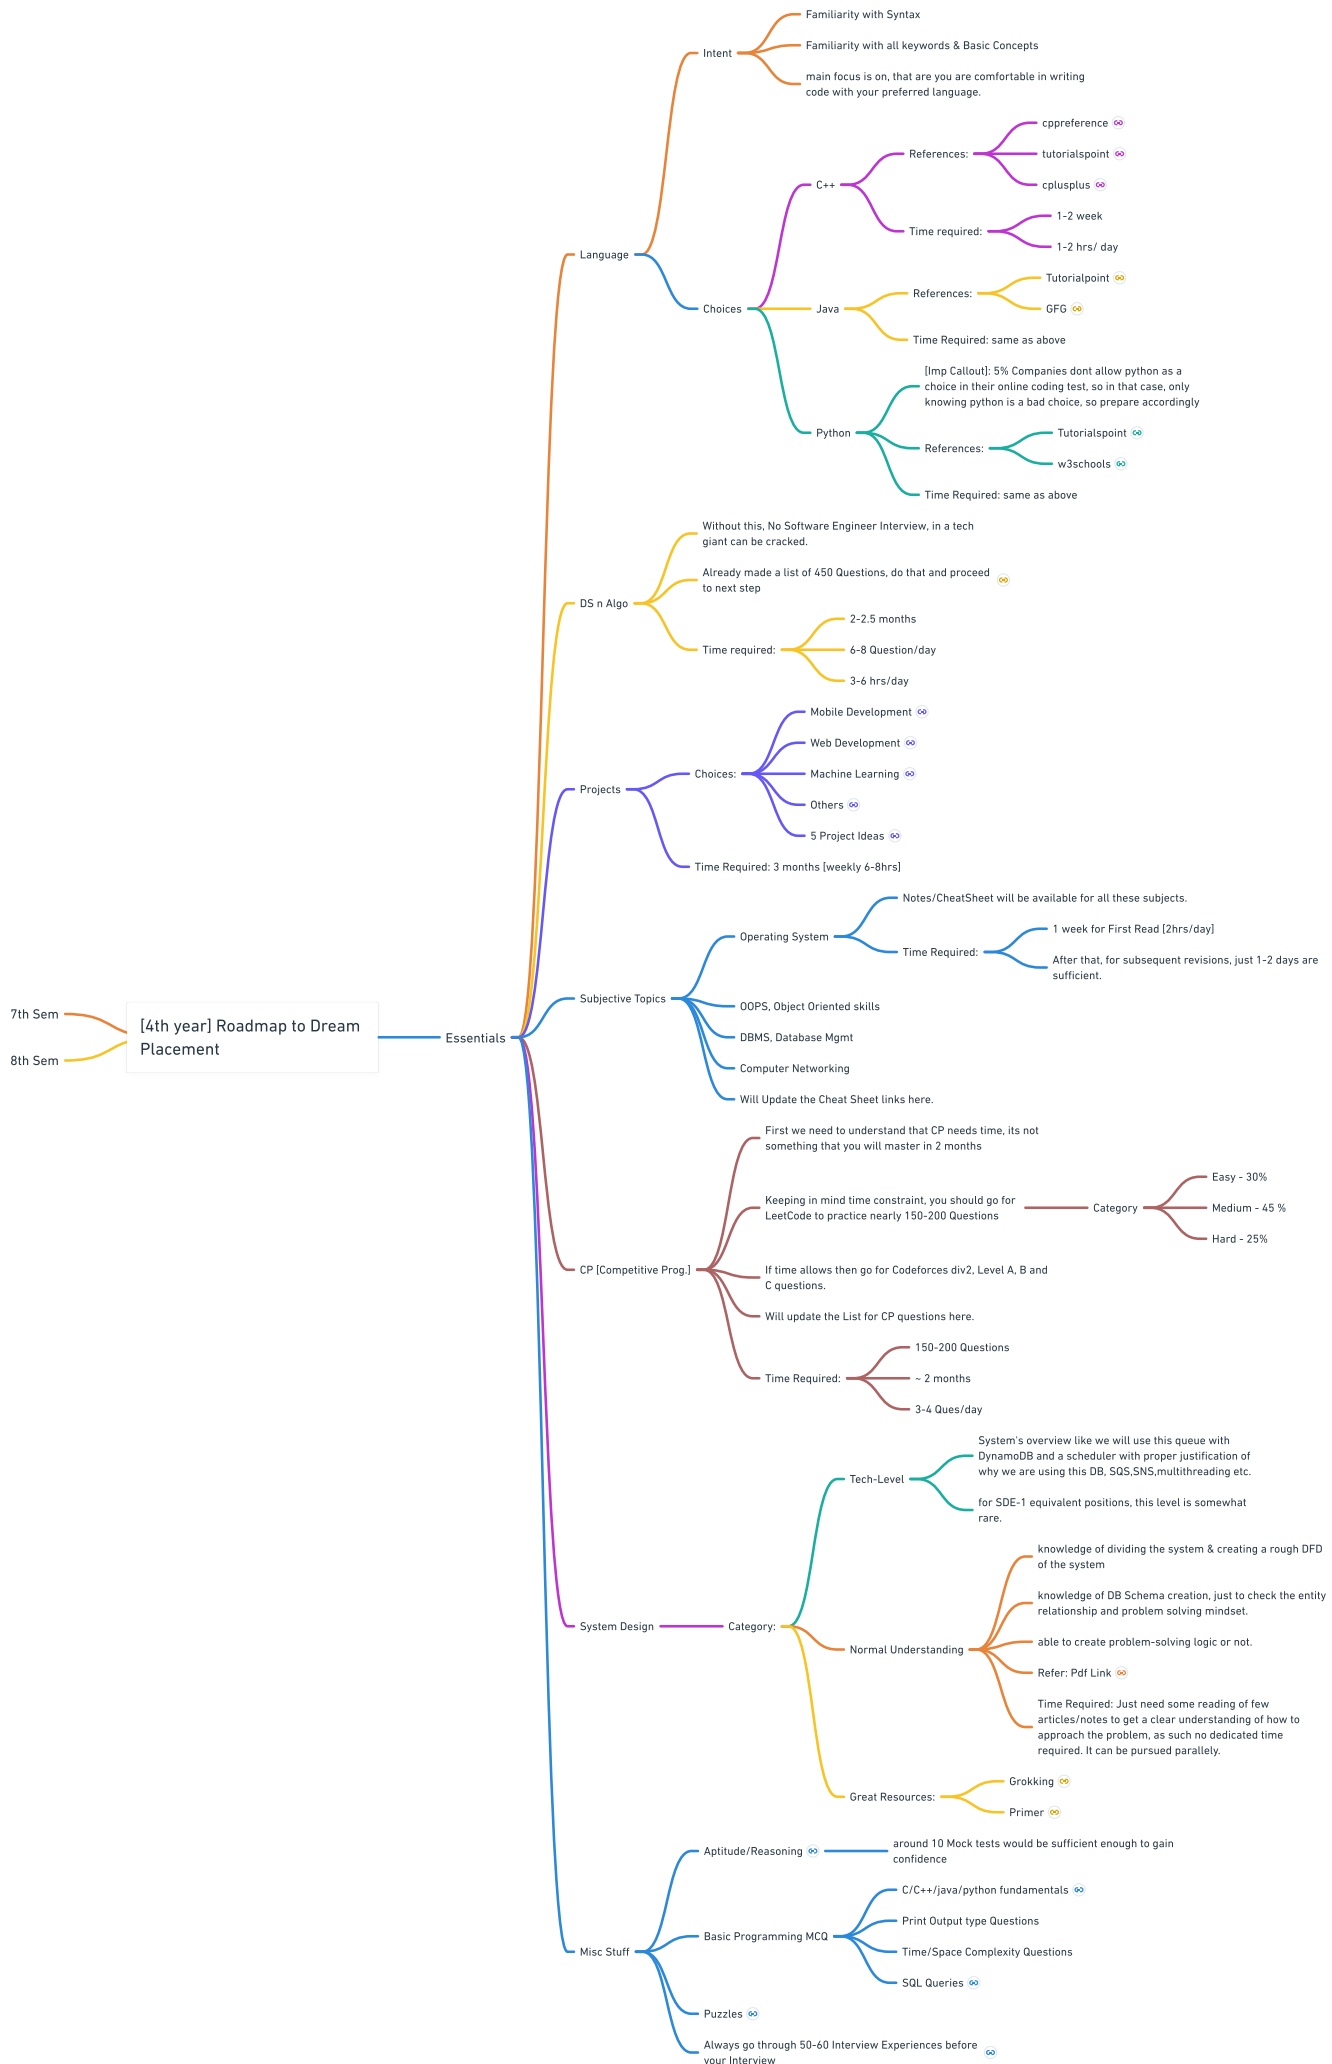 Familiarity with Syntax
Intent
Familiarity with all keywords & Basic Concepts
main focus is on, that are you are comfortable in writing
code with your preferred language.
cppreference
References:
tutorialspoint
C++
cplusplus
1-2 week
Time required:
1-2 hrs/ day
Language
Tutorialpoint
References:
Choices
Java
GFG
Time Required: same as above
[Imp Callout]: 5% Companies dont allow python as a
choice in their online coding test, so in that case, only
knowing python is a bad choice, so prepare accordingly
Python
Tutorialspoint
References:
w3schools
Time Required: same as above
Without this, No Software Engineer Interview, in a tech
giant can be cracked.
Already made a list of 450 Questions, do that and proceed
to next step
DS n Algo
2-2.5 months
Time required:
6-8 Question/day
3-6 hrs/day
Mobile Development
Web Development
Choices:
Machine Learning
Projects
Others
5 Project Ideas
Time Required: 3 months [weekly 6-8hrs]
Notes/CheatSheet will be available for all these subjects.
Operating System
1 week for First Read [2hrs/day]
Time Required:
After that, for subsequent revisions, just 1-2 days are
sufficient.
Subjective Topics
OOPS, Object Oriented skills
DBMS, Database Mgmt
Computer Networking
Will Update the Cheat Sheet links here.
7th Sem
[4th year] Roadmap to Dream
Placement
Essentials
8th Sem
First we need to understand that CP needs time, its not
something that you will master in 2 months
Easy - 30%
Keeping in mind time constraint, you should go for
LeetCode to practice nearly 150-200 Questions
Category
Medium - 45 %
Hard - 25%
CP [Competitive Prog.]
If time allows then go for Codeforces div2, Level A, B and
C questions.
Will update the List for CP questions here.
150-200 Questions
Time Required:
~ 2 months
3-4 Ques/day
System's overview like we will use this queue with
DynamoDB and a scheduler with proper justification of
why we are using this DB, SQS,SNS,multithreading etc.
Tech-Level
for SDE-1 equivalent positions, this level is somewhat
rare.
knowledge of dividing the system & creating a rough DFD
of the system
knowledge of DB Schema creation, just to check the entity
relationship and problem solving mindset.
System Design
Category:
Normal Understanding
able to create problem-solving logic or not.
Refer: Pdf Link
Time Required: Just need some reading of few
articles/notes to get a clear understanding of how to
approach the problem, as such no dedicated time
required. It can be pursued parallely.
Grokking
Great Resources:
Primer
Aptitude/Reasoning
around 10 Mock tests would be sufficient enough to gain
confidence
C/C++/java/python fundamentals
Basic Programming MCQ
Print Output type Questions
Misc Stuff
Time/Space Complexity Questions
SQL Queries
Puzzles
Always go through 50-60 Interview Experiences before
your Interview